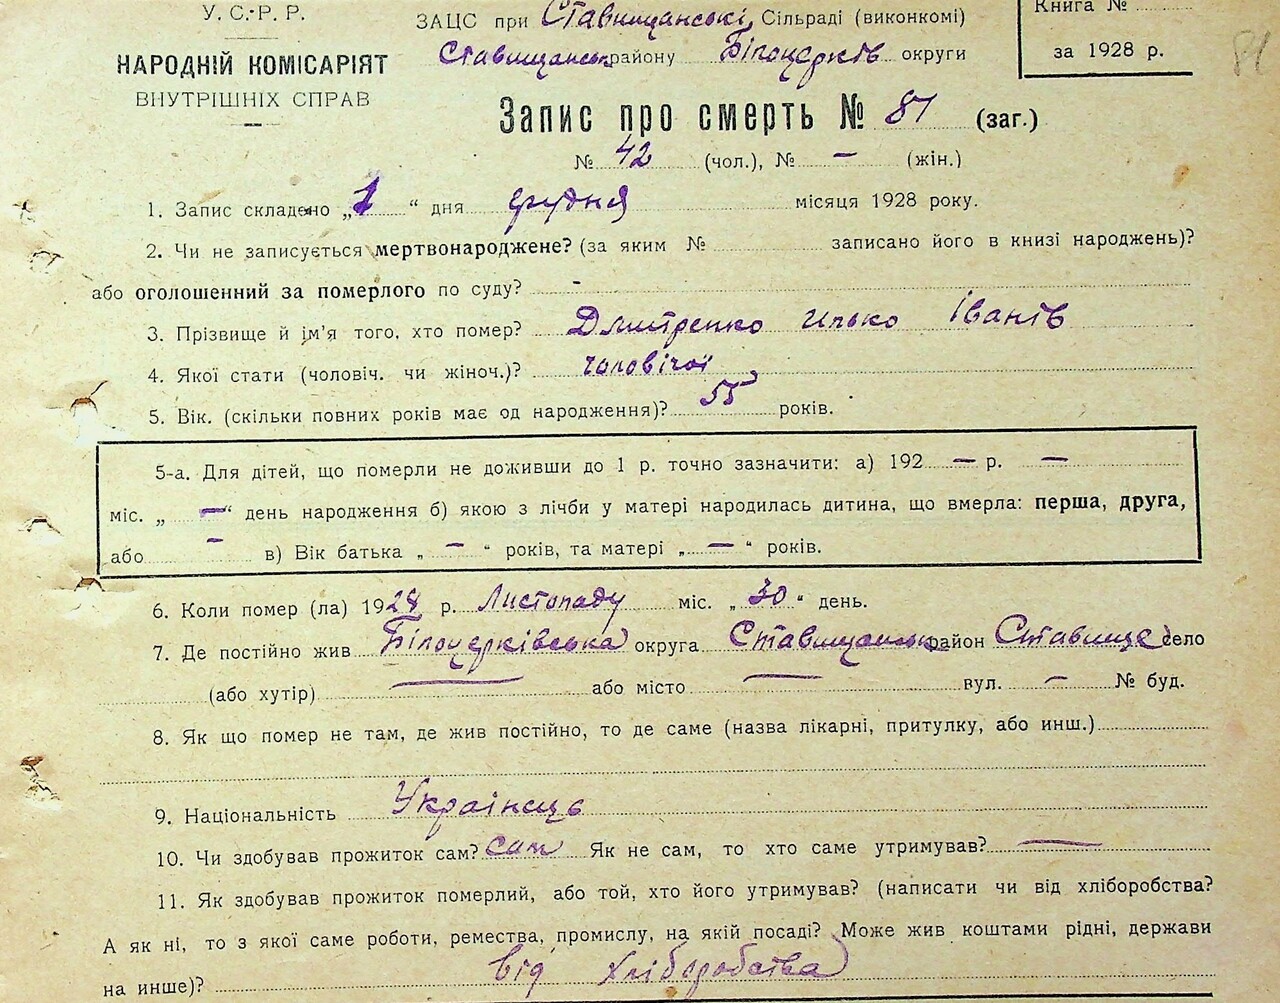 У.С.Р.Р.
НАРОДНІЙ КОМІСАРІЯТ
ВНУТРІШНІХ СПРАВ
ЗАЦС при Ставищанські Сільраді (виконкомі)
Ставищанськ району Білоцерків округи
Книга №
за 1928 р.
81
Запис про смерть № 81 (заг.)
№ 42 (чол.), № — (жін.)
1. Запис складено „1“ дня грудня місяця 1928 року.
2. Чи не записується мертвонароджене? (за яким № записано його в книзі народжень)?
або оголошенний за померлого по суду? -
3. Прізвище й ім’я того, хто помер? Дмитренко Илько Іванів
4. Якої стати (чоловіч. чи жіноч.)? чоловічої
5. Вік. (скільки повних років має од народження)? 55 років.
5-а. Для дітей, що померли не доживши до 1 р. точно зазначити: а) 192 — р. —
міс. „ — “ день народження б) якою з лічби у матері народилась дитина, що вмерла: перша, друга,
або - в) Вік батька „ — “ років, та матері „ — “ років.
6. Коли помер (ла) 1928 р. Листопаду міс. „30“ день.
7. Де постійно жив Білоцерківська округа Ставищанськ район Ставище село
(або хутір) — або місто — вул. — № буд.
8. Як що помер не там, де жив постійно, то де саме (назва лікарні, притулку, або инш.)
9. Національність Українець
10. Чи здобував прожиток сам? сам Як не сам, то хто саме утримував? —
11. Як здобував прожиток померлий, або той, хто його утримував? (написати чи від хліборобства?
А як ні, то з якої саме роботи, ремества, промислу, на якій посаді? Може жив коштами рідні, держави
на инше)? від хліборобства